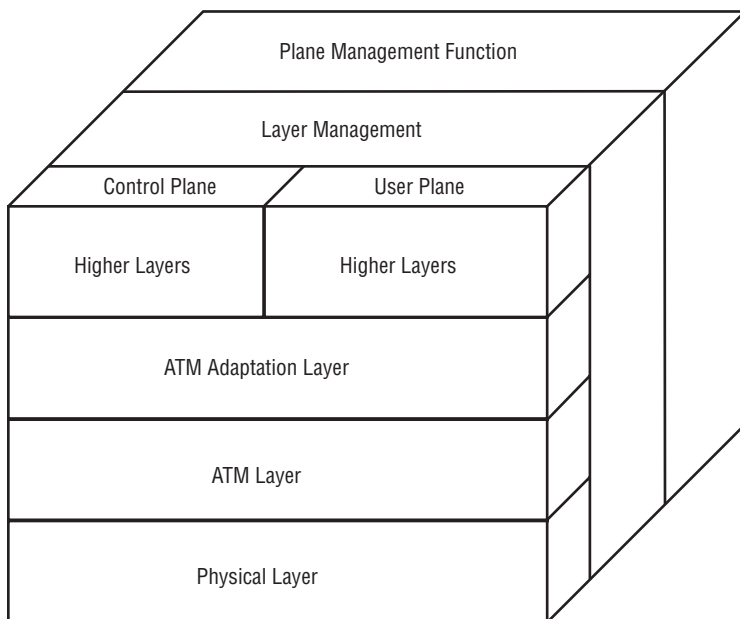 Plane Management Function
Layer Management
Control Plane
User Plane
Higher Layers
Higher Layers
ATM Adaptation Layer
ATM Layer
Physical Layer